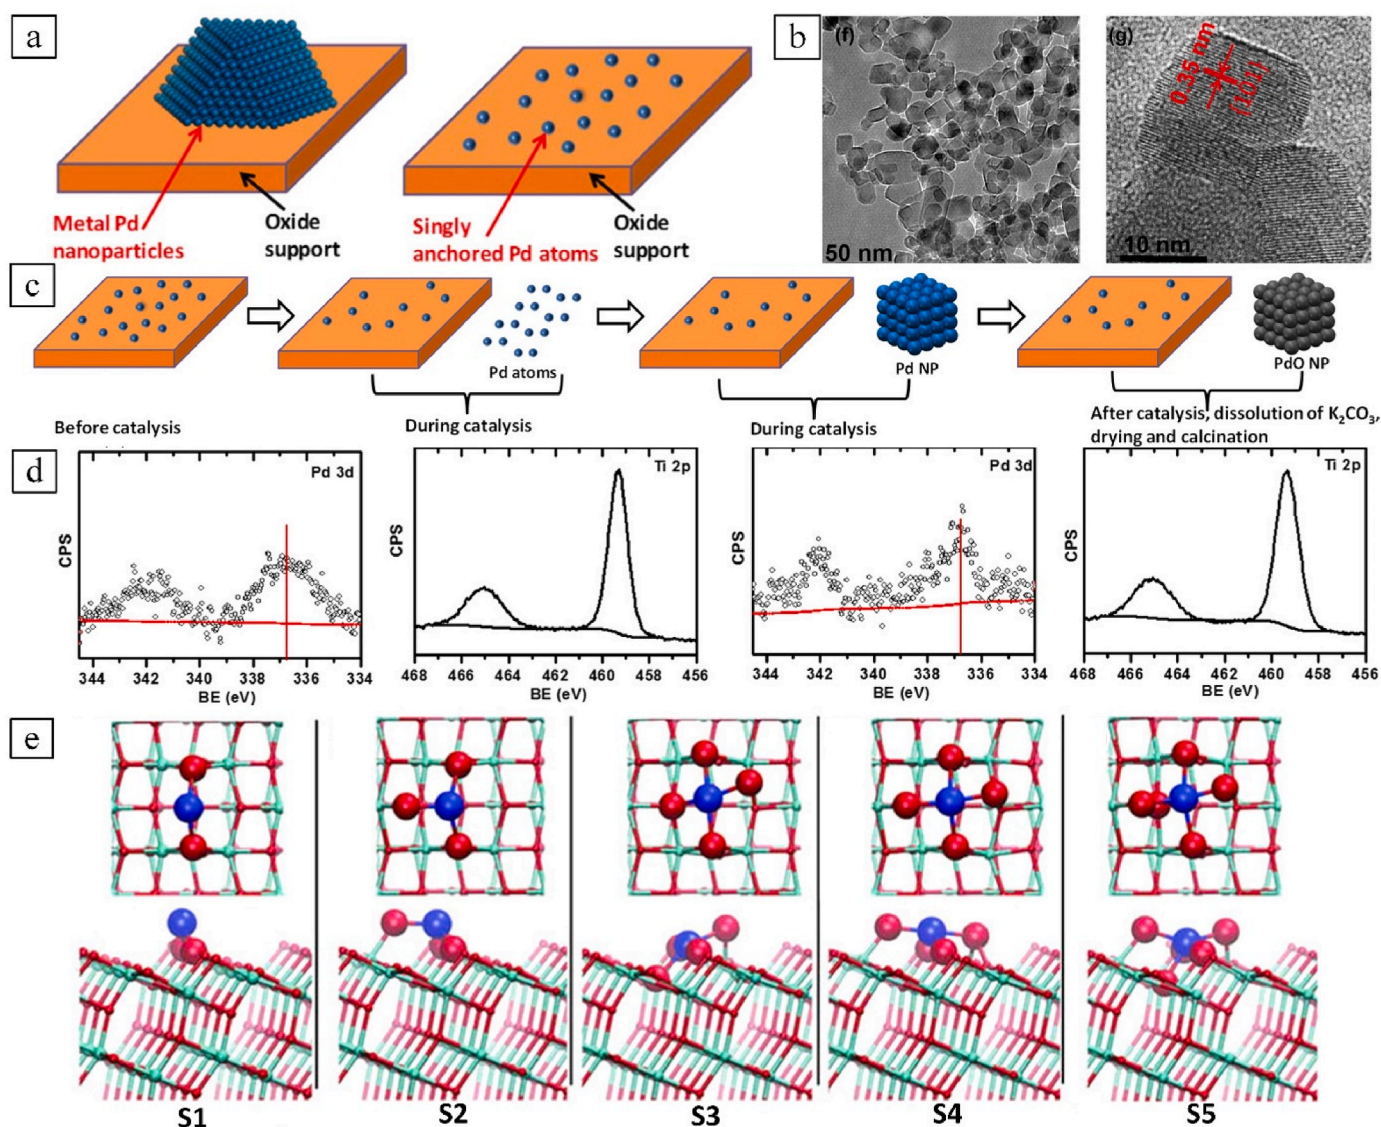 a
Metal Pd
nanoparticles
Oxide
support
Singly
anchored Pd atoms
Oxide
support
b
(f)
50 nm
(g)
0.35 nm
(101)
10 nm
c
Pd atoms
Pd NP
PdO NP
Before catalysis
During catalysis
During catalysis
After catalysis, dissolution of K₂CO₃,
drying and calcination
d
Pd 3d
CPS
344 342 340 338 336 334
BE (eV)
Ti 2p
CPS
468 466 464 462 460 458 456
BE (eV)
Pd 3d
CPS
344 342 340 338 336 334
BE (eV)
Ti 2p
CPS
468 466 464 462 460 458 456
BE (eV)
e
S1
S2
S3
S4
S5